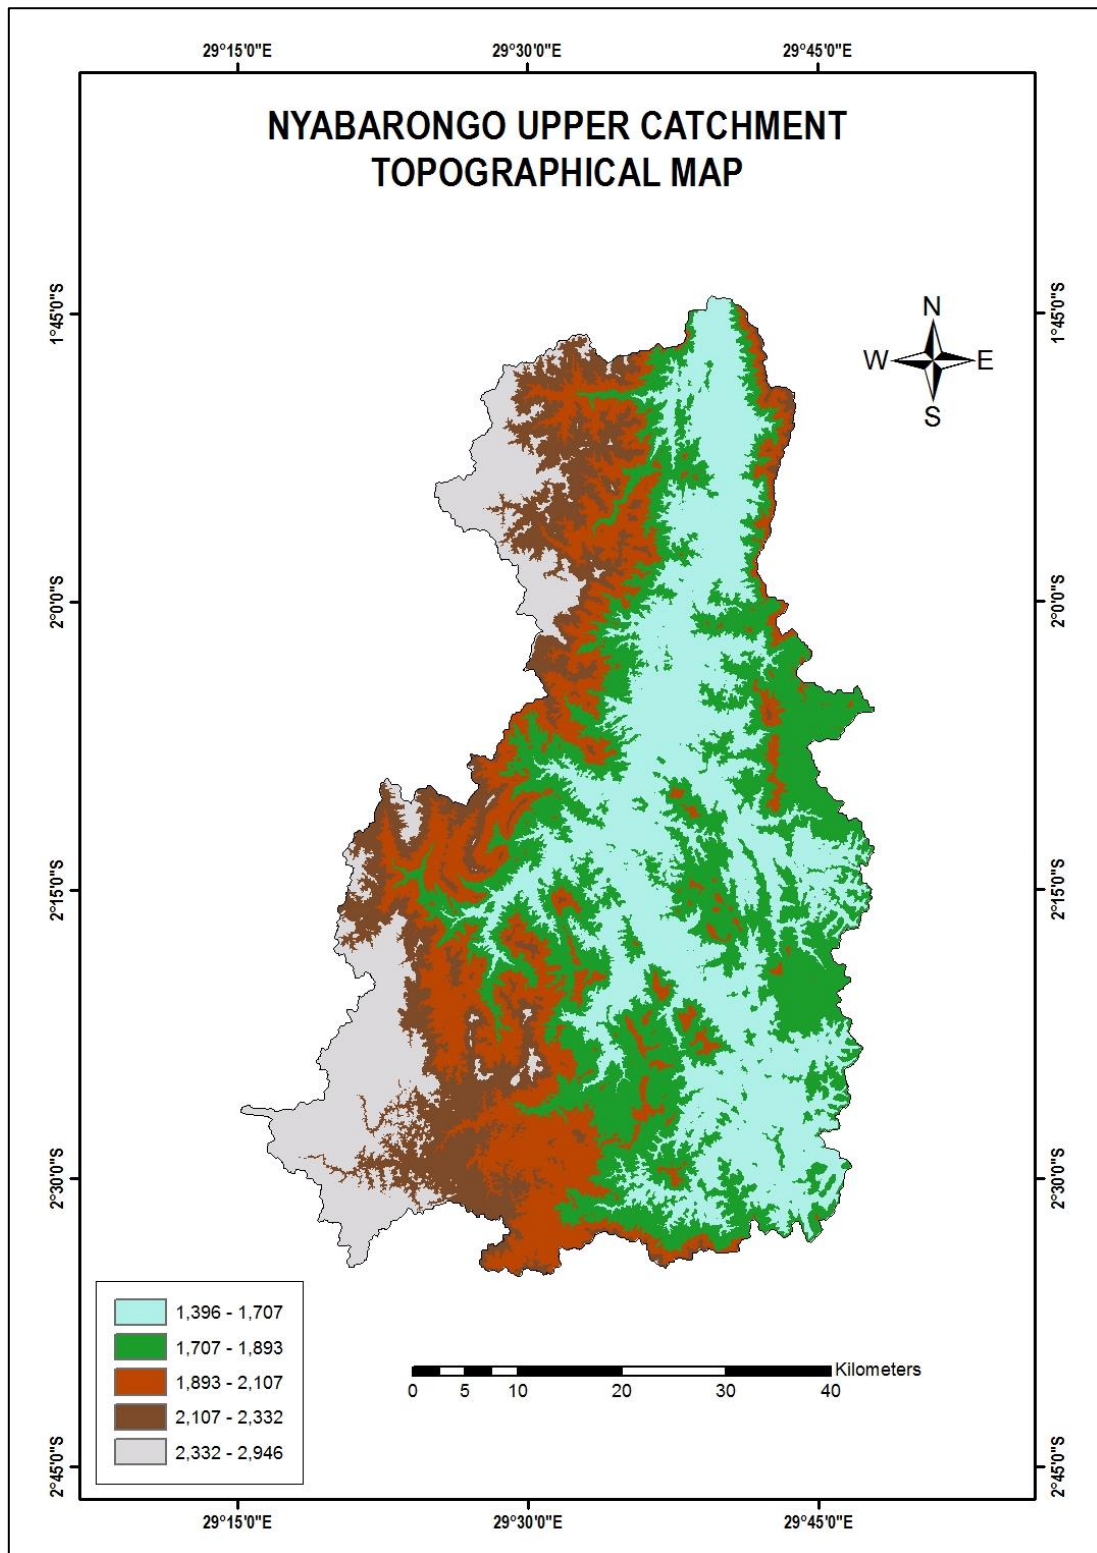 29°15'0"E 29°30'0"E 29°45'0"E
NYABARONGO UPPER CATCHMENT
TOPOGRAPHICAL MAP
1°45'0"S 1°45'0"S
N
W E
S
2°0'0"S 2°0'0"S
2°15'0"S 2°15'0"S
2°30'0"S 2°30'0"S
1,396 - 1,707
1,707 - 1,893
1,893 - 2,107
2,107 - 2,332
2,332 - 2,946
Kilometers
0 5 10 20 30 40
2°45'0"S 2°45'0"S
29°15'0"E 29°30'0"E 29°45'0"E